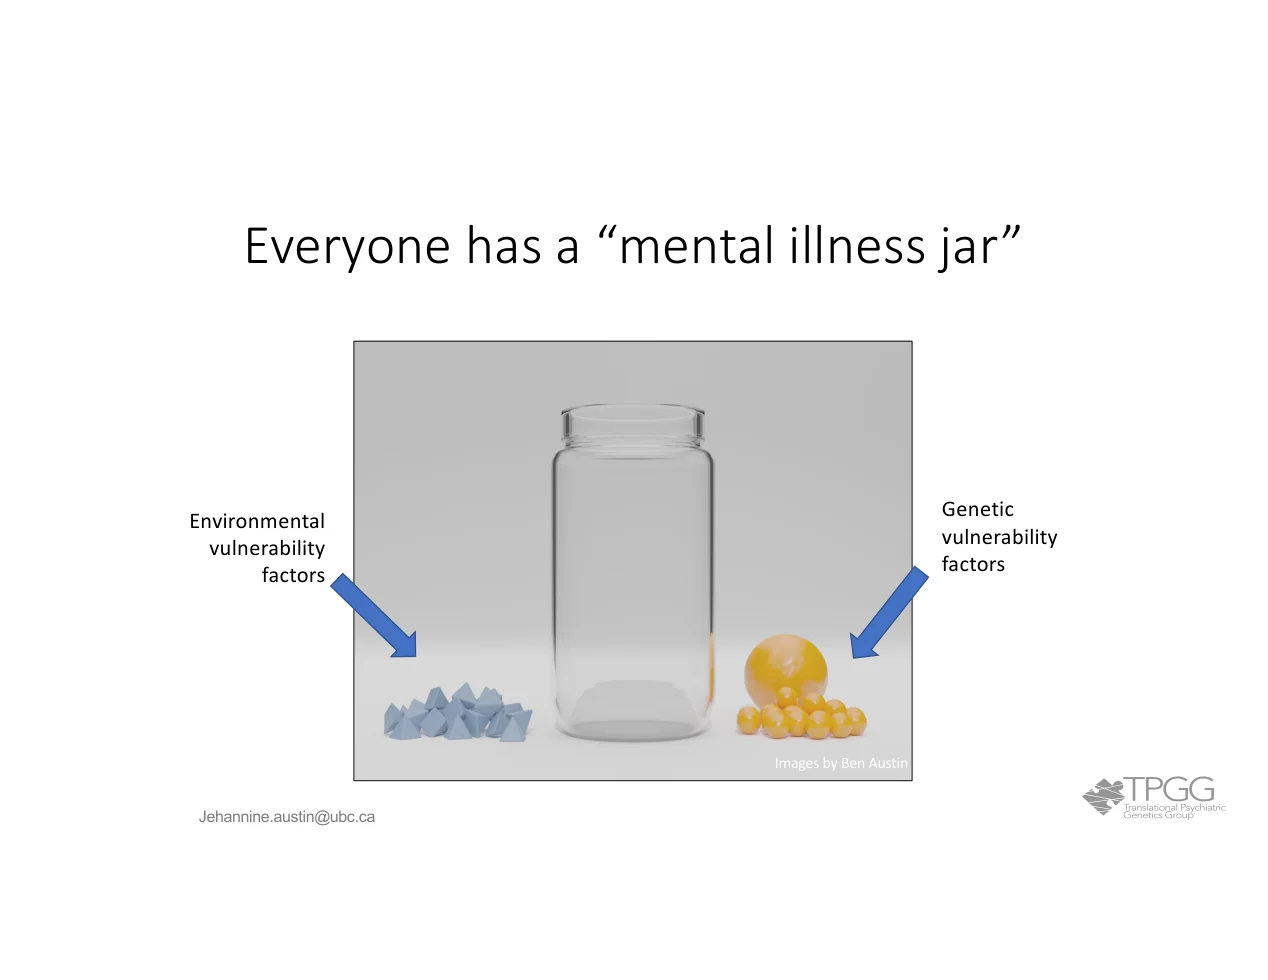 Everyone has a “mental illness jar”
Environmental
vulnerability
factors
Genetic
vulnerability
factors
Images by Ben Austin
Jehannine.austin@ubc.ca
TPGG
Translational Psychiatric
Genetics Group